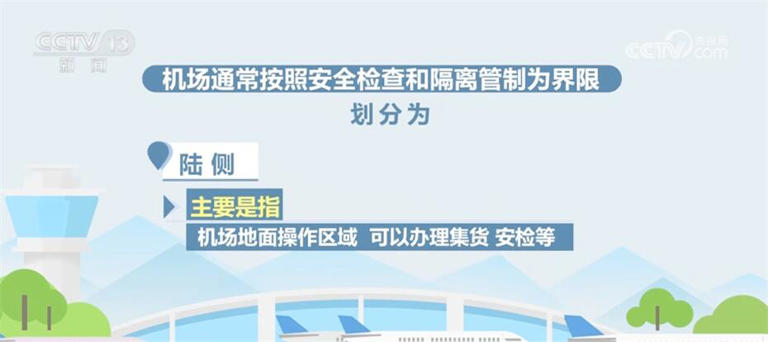 CCTV 13
新闻
央视网
CCTV.com
机场通常按照安全检查和隔离管制为界限
划分为
陆侧
主要是指
机场地面操作区域 可以办理集货 安检等